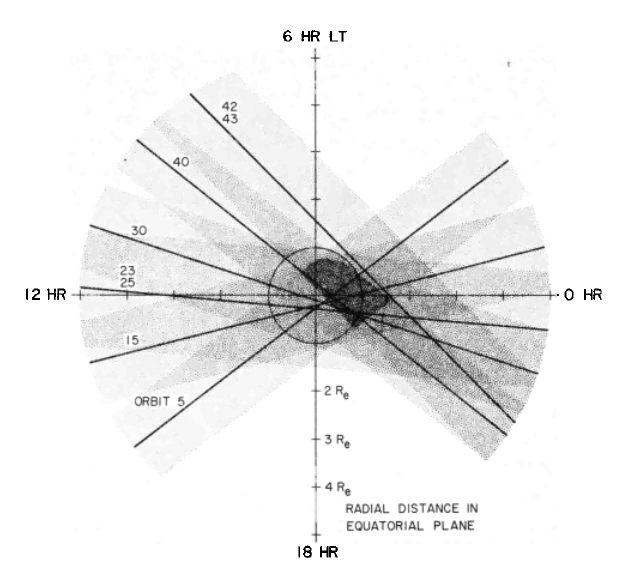 6 HR LT
42
43
40
30
23
25
12 HR
0 HR
15
ORBIT 5
2 Re
3 Re
4 Re
RADIAL DISTANCE IN
EQUATORIAL PLANE
18 HR